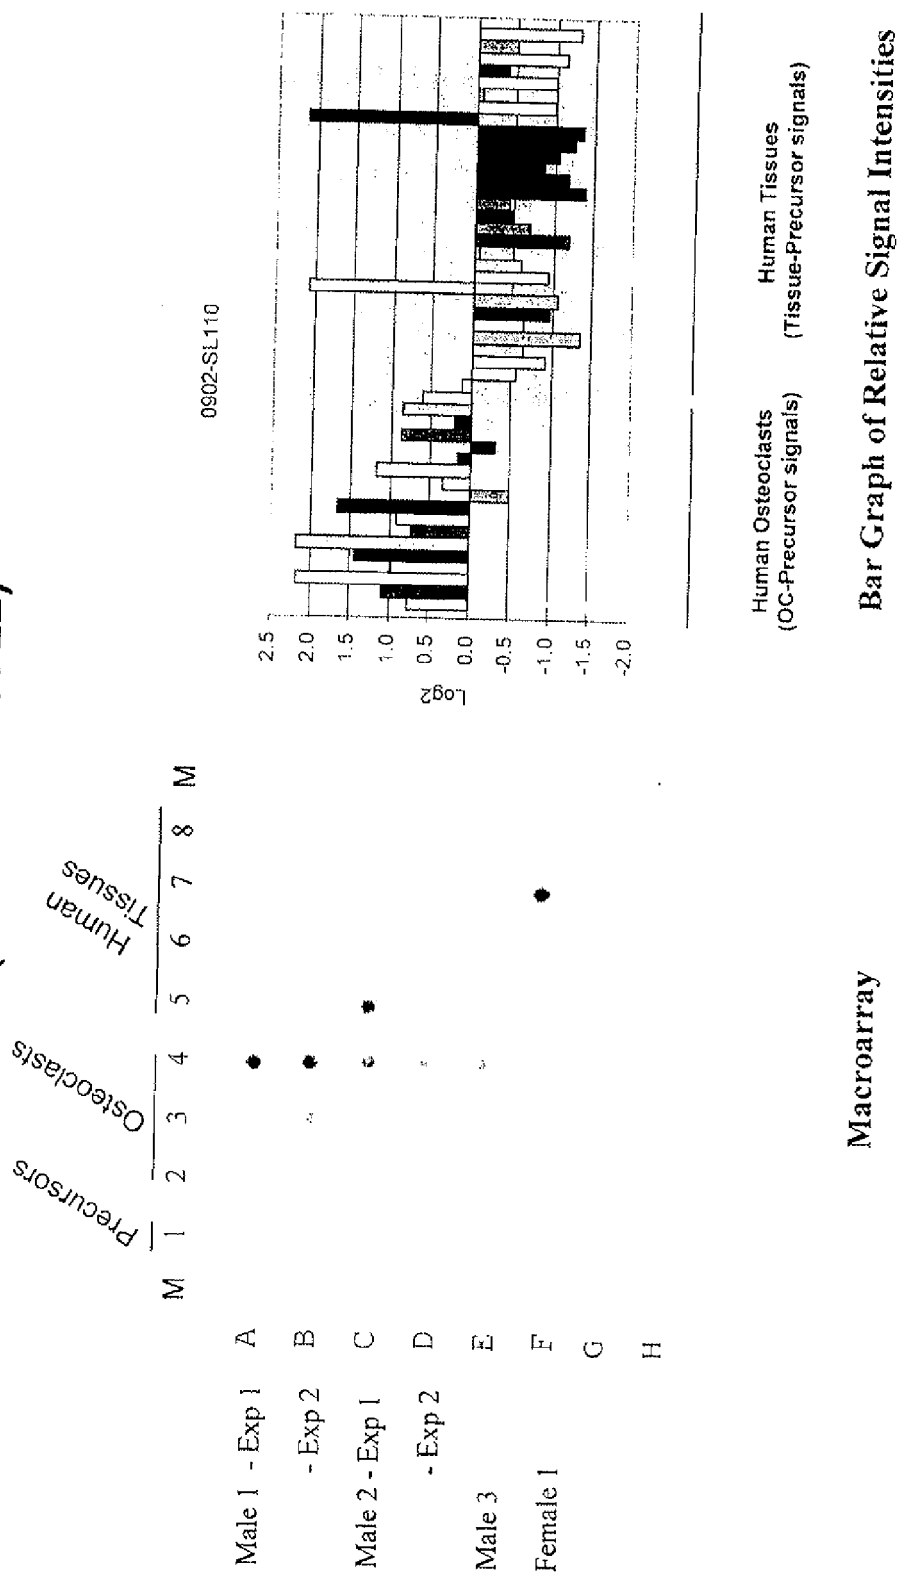 Precursors
Osteoclasts
Human
Tissues
M 1 2 3 4 5 6 7 8 M
Male 1 - Exp 1 A
- Exp 2 B
Male 2 - Exp 1 C
- Exp 2 D
Male 3 E
Female 1 F
G
H
Macroarray
0902-SL110
Log2
2.5
2.0
1.5
1.0
0.5
0.0
-0.5
-1.0
-1.5
-2.0
Human Osteoclasts
(OC-Precursor signals)
Human Tissues
(Tissue-Precursor signals)
Bar Graph of Relative Signal Intensities